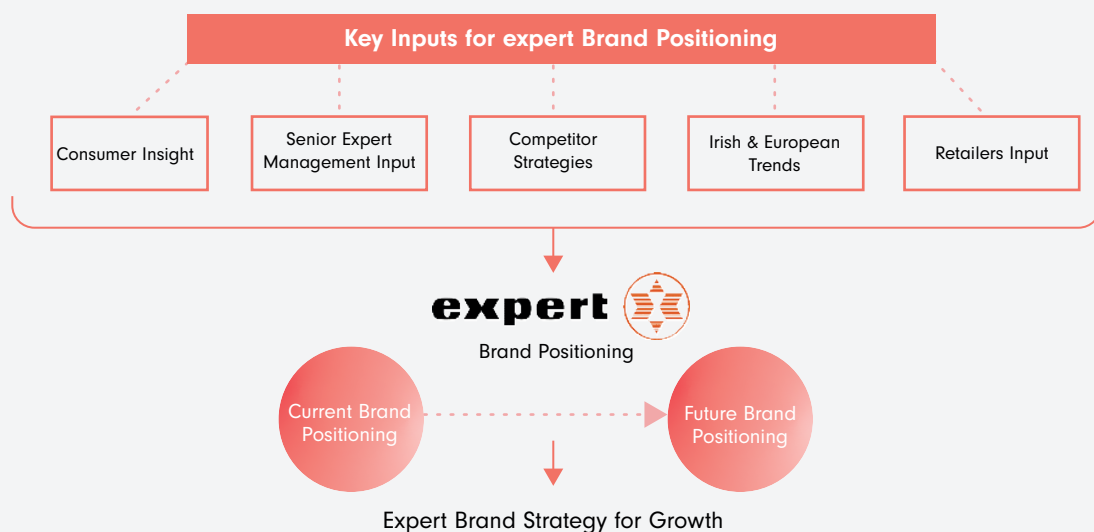 Key Inputs for expert Brand Positioning
Consumer Insight
Senior Expert
Management Input
Competitor
Strategies
Irish & European
Trends
Retailers Input
expert
Brand Positioning
Current Brand
Positioning
Future Brand
Positioning
Expert Brand Strategy for Growth